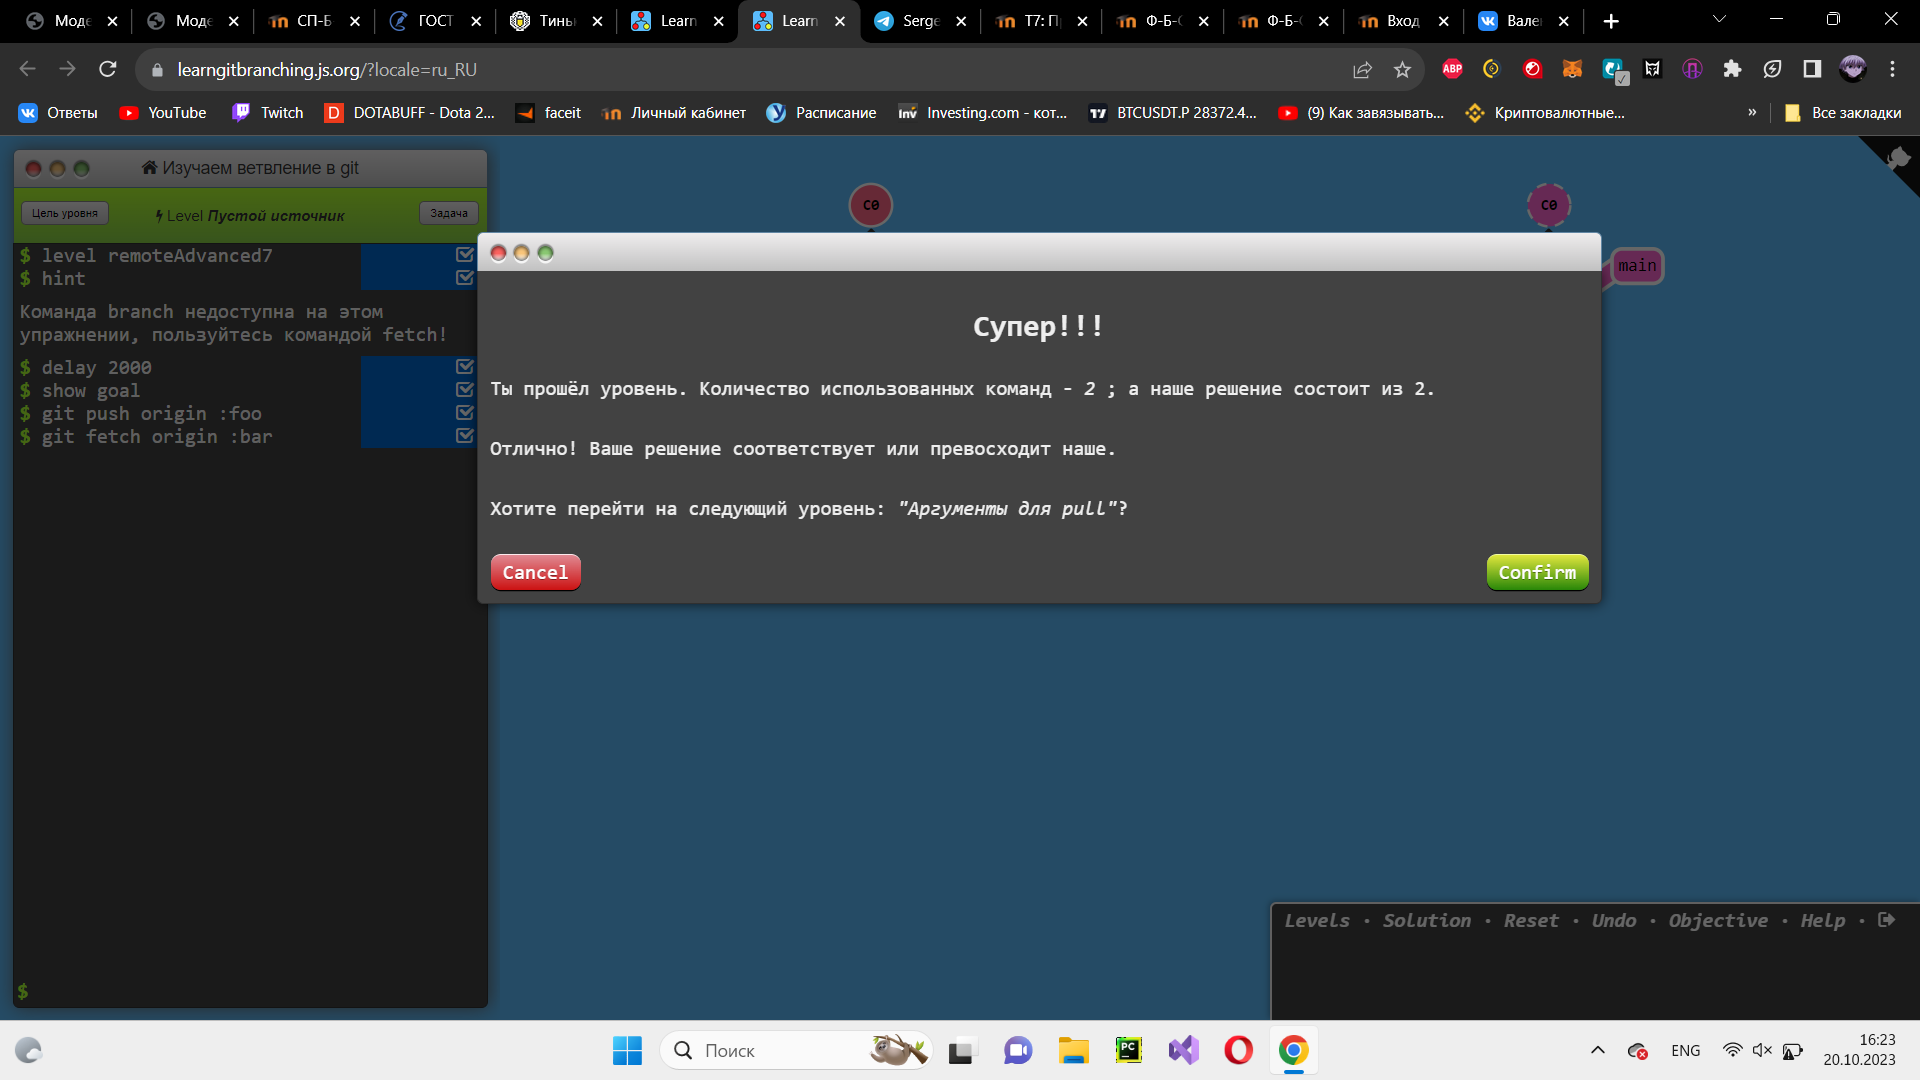 Моде
Моде
СП-Б
ГОСТ
Тинь
Learn
Learn
Serge
Т7: П
Ф-Б-
Ф-Б-
Вход
Вале
learngitbranching.js.org/?locale=ru_RU
ABP
Ответы
YouTube
Twitch
DOTABUFF - Dota 2...
faceit
Личный кабинет
Расписание
Investing.com - кот...
BTCUSDT.P 28372.4...
(9) Как завязывать...
Криптовалютные...
»
Все закладки
Изучаем ветвление в git
Цель уровня
Level Пустой источник
Задача
$ level remoteAdvanced7
$ hint
Команда branch недоступна на этом
упражнении, пользуйтесь командой fetch!
$ delay 2000
$ show goal
$ git push origin :foo
$ git fetch origin :bar
$
C0
C0
main
Супер!!!
Ты прошёл уровень. Количество использованных команд - 2 ; а наше решение состоит из 2.
Отлично! Ваше решение соответствует или превосходит наше.
Хотите перейти на следующий уровень: "Аргументы для pull"?
Cancel
Confirm
Levels · Solution · Reset · Undo · Objective · Help ·
Поиск
PC
ENG
16:23
20.10.2023